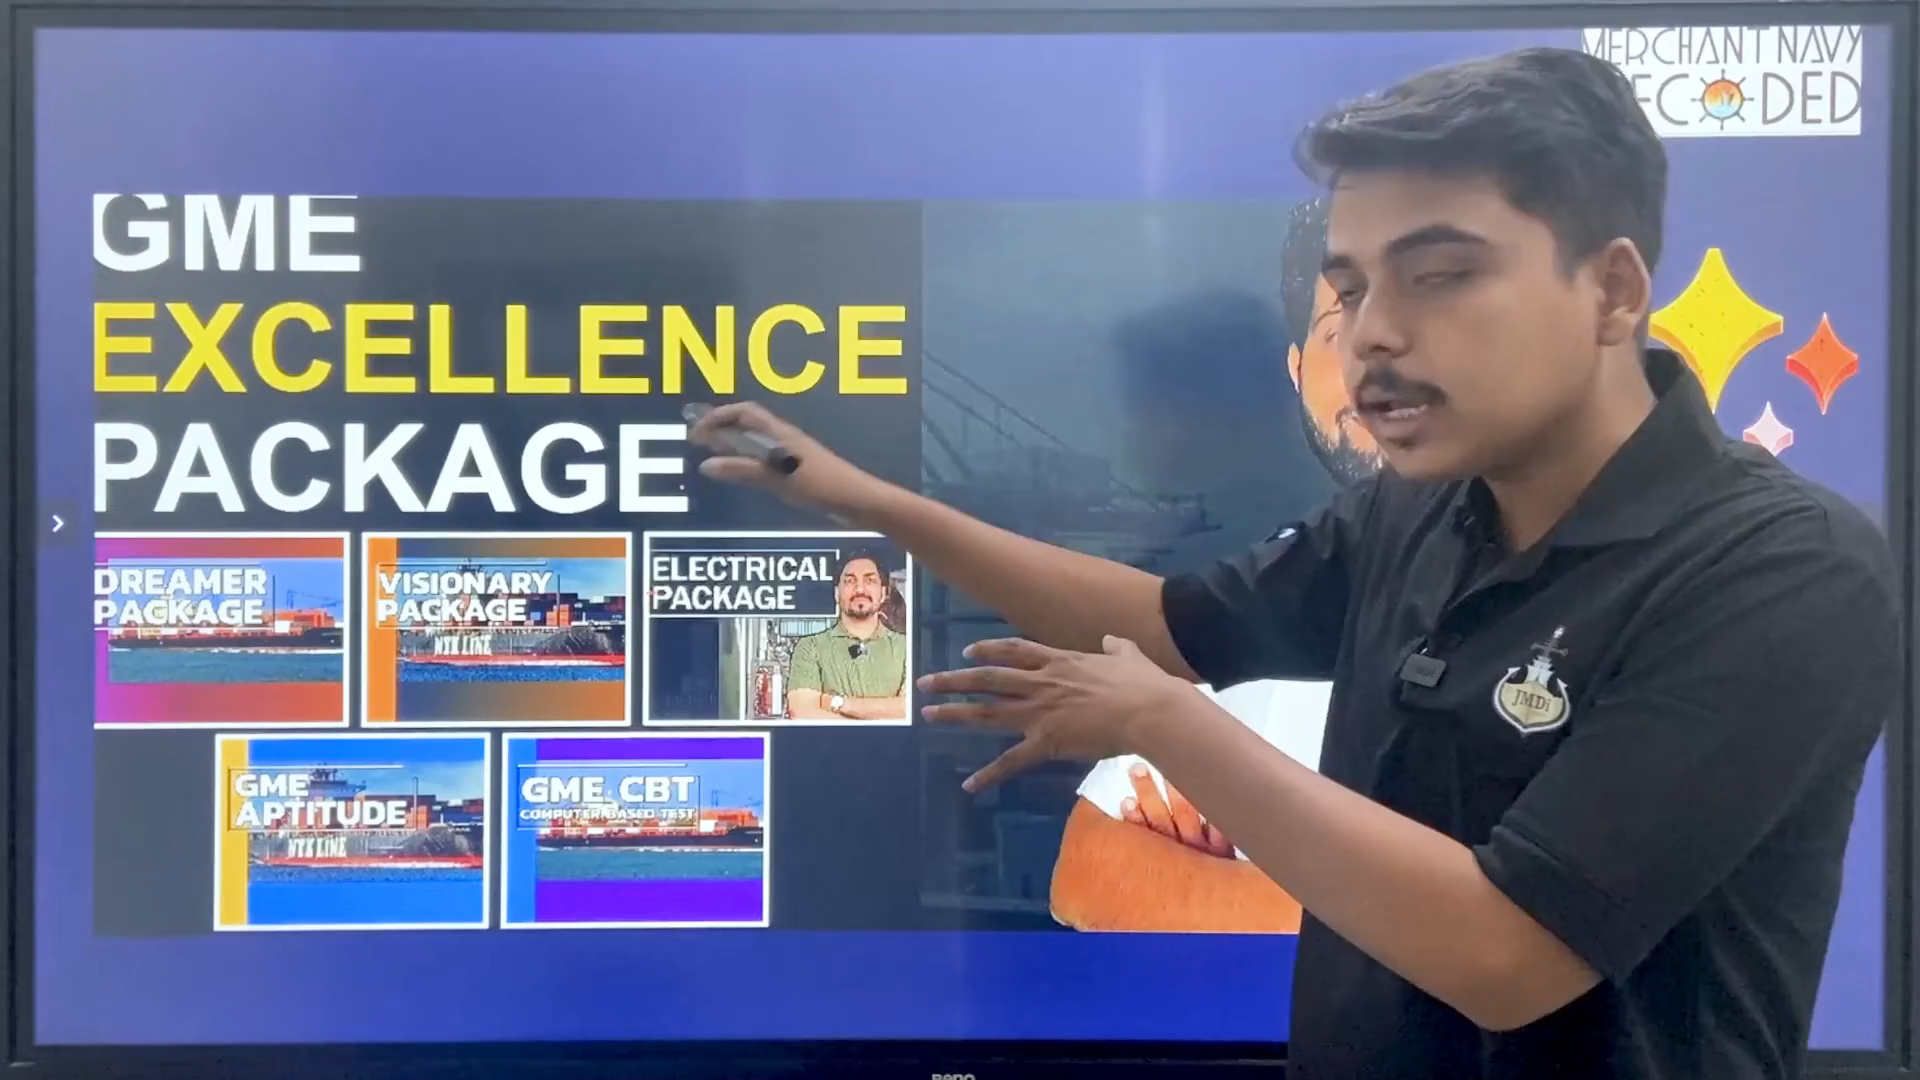 MERCHANT NAVY
DED
GME
EXCELLENCE
PACKAGE
DREAMER
PACKAGE
VISIONARY
PACKAGE
NYK LINE
ELECTRICAL
PACKAGE
GME
APTITUDE
NYK LINE
GME CBT
COMPUTER BASED TEST
JMDi